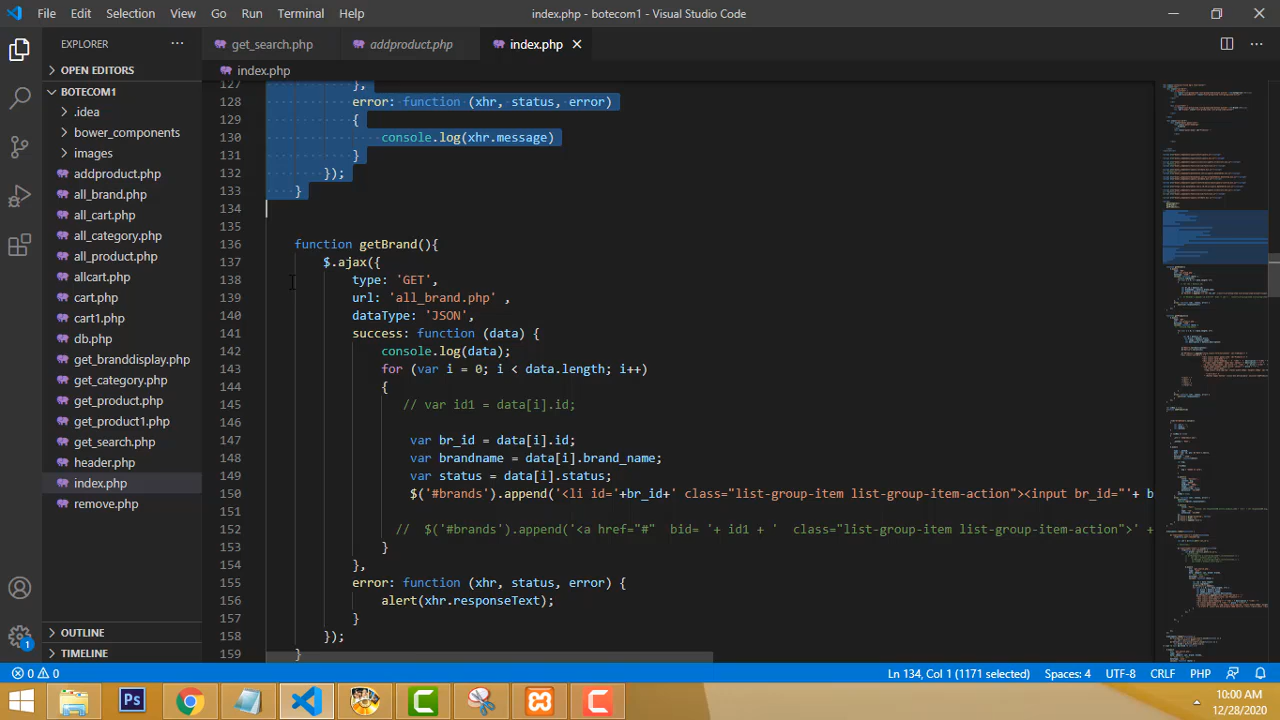 File Edit Selection View Go Run Terminal Help
index.php - botecom1 - Visual Studio Code
EXPLORER
OPEN EDITORS
BOTECOM1
.idea
bower_components
images
addproduct.php
all_brand.php
all_cart.php
all_category.php
all_product.php
allcart.php
cart.php
cart1.php
db.php
get_branddisplay.php
get_category.php
get_product.php
get_product1.php
get_search.php
header.php
index.php
remove.php
OUTLINE
TIMELINE
get_search.php addproduct.php index.php
index.php
127 },
128 error: function (xhr, status, error)
129 {
130 console.log(xhr.message)
131 }
132 });
133 }
134
135
136 function getBrand(){
137 $.ajax({
138 type: 'GET',
139 url: 'all_brand.php' ,
140 dataType: 'JSON',
141 success: function (data) {
142 console.log(data);
143 for (var i = 0; i < data.length; i++)
144 {
145 // var id1 = data[i].id;
146
147 var br_id = data[i].id;
148 var brandname = data[i].brand_name;
149 var status = data[i].status;
150 $('#brands').append('<li id='+br_id+' class="list-group-item list-group-item-action"><input br_id="'+ b
151
152 // $('#brands').append('<a href="#" bid= '+ id1 + ' class="list-group-item list-group-item-action">' +
153 }
154 },
155 error: function (xhr, status, error) {
156 alert(xhr.responseText);
157 }
158 });
159 }
0 0
Ln 134, Col 1 (1171 selected) Spaces: 4 UTF-8 CRLF PHP
1
Ps
10:00 AM
12/28/2020